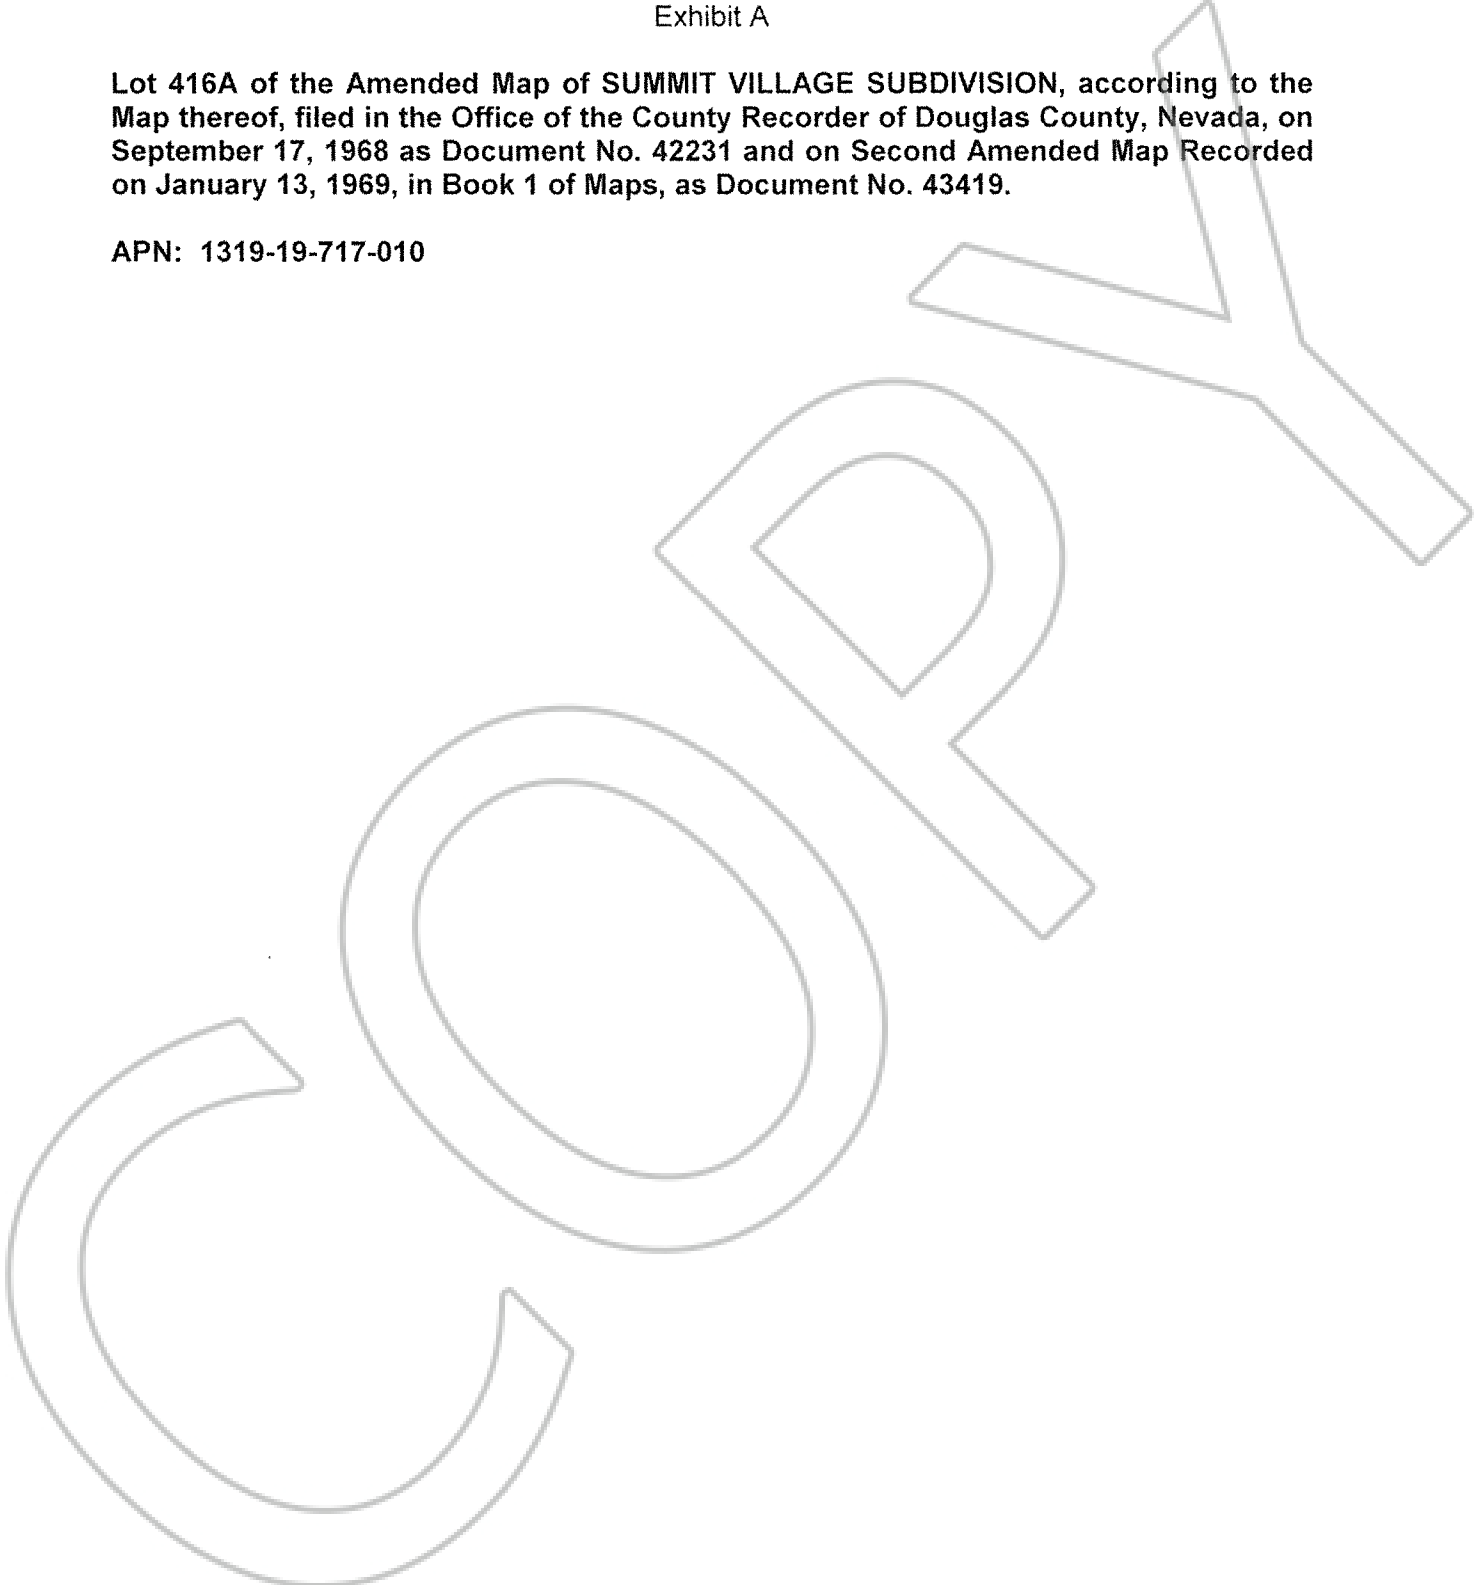 Exhibit A
Lot 416A of the Amended Map of SUMMIT VILLAGE SUBDIVISION, according to the
Map thereof, filed in the Office of the County Recorder of Douglas County, Nevada, on
September 17, 1968 as Document No. 42231 and on Second Amended Map Recorded
on January 13, 1969, in Book 1 of Maps, as Document No. 43419.
APN: 1319-19-717-010
COPY